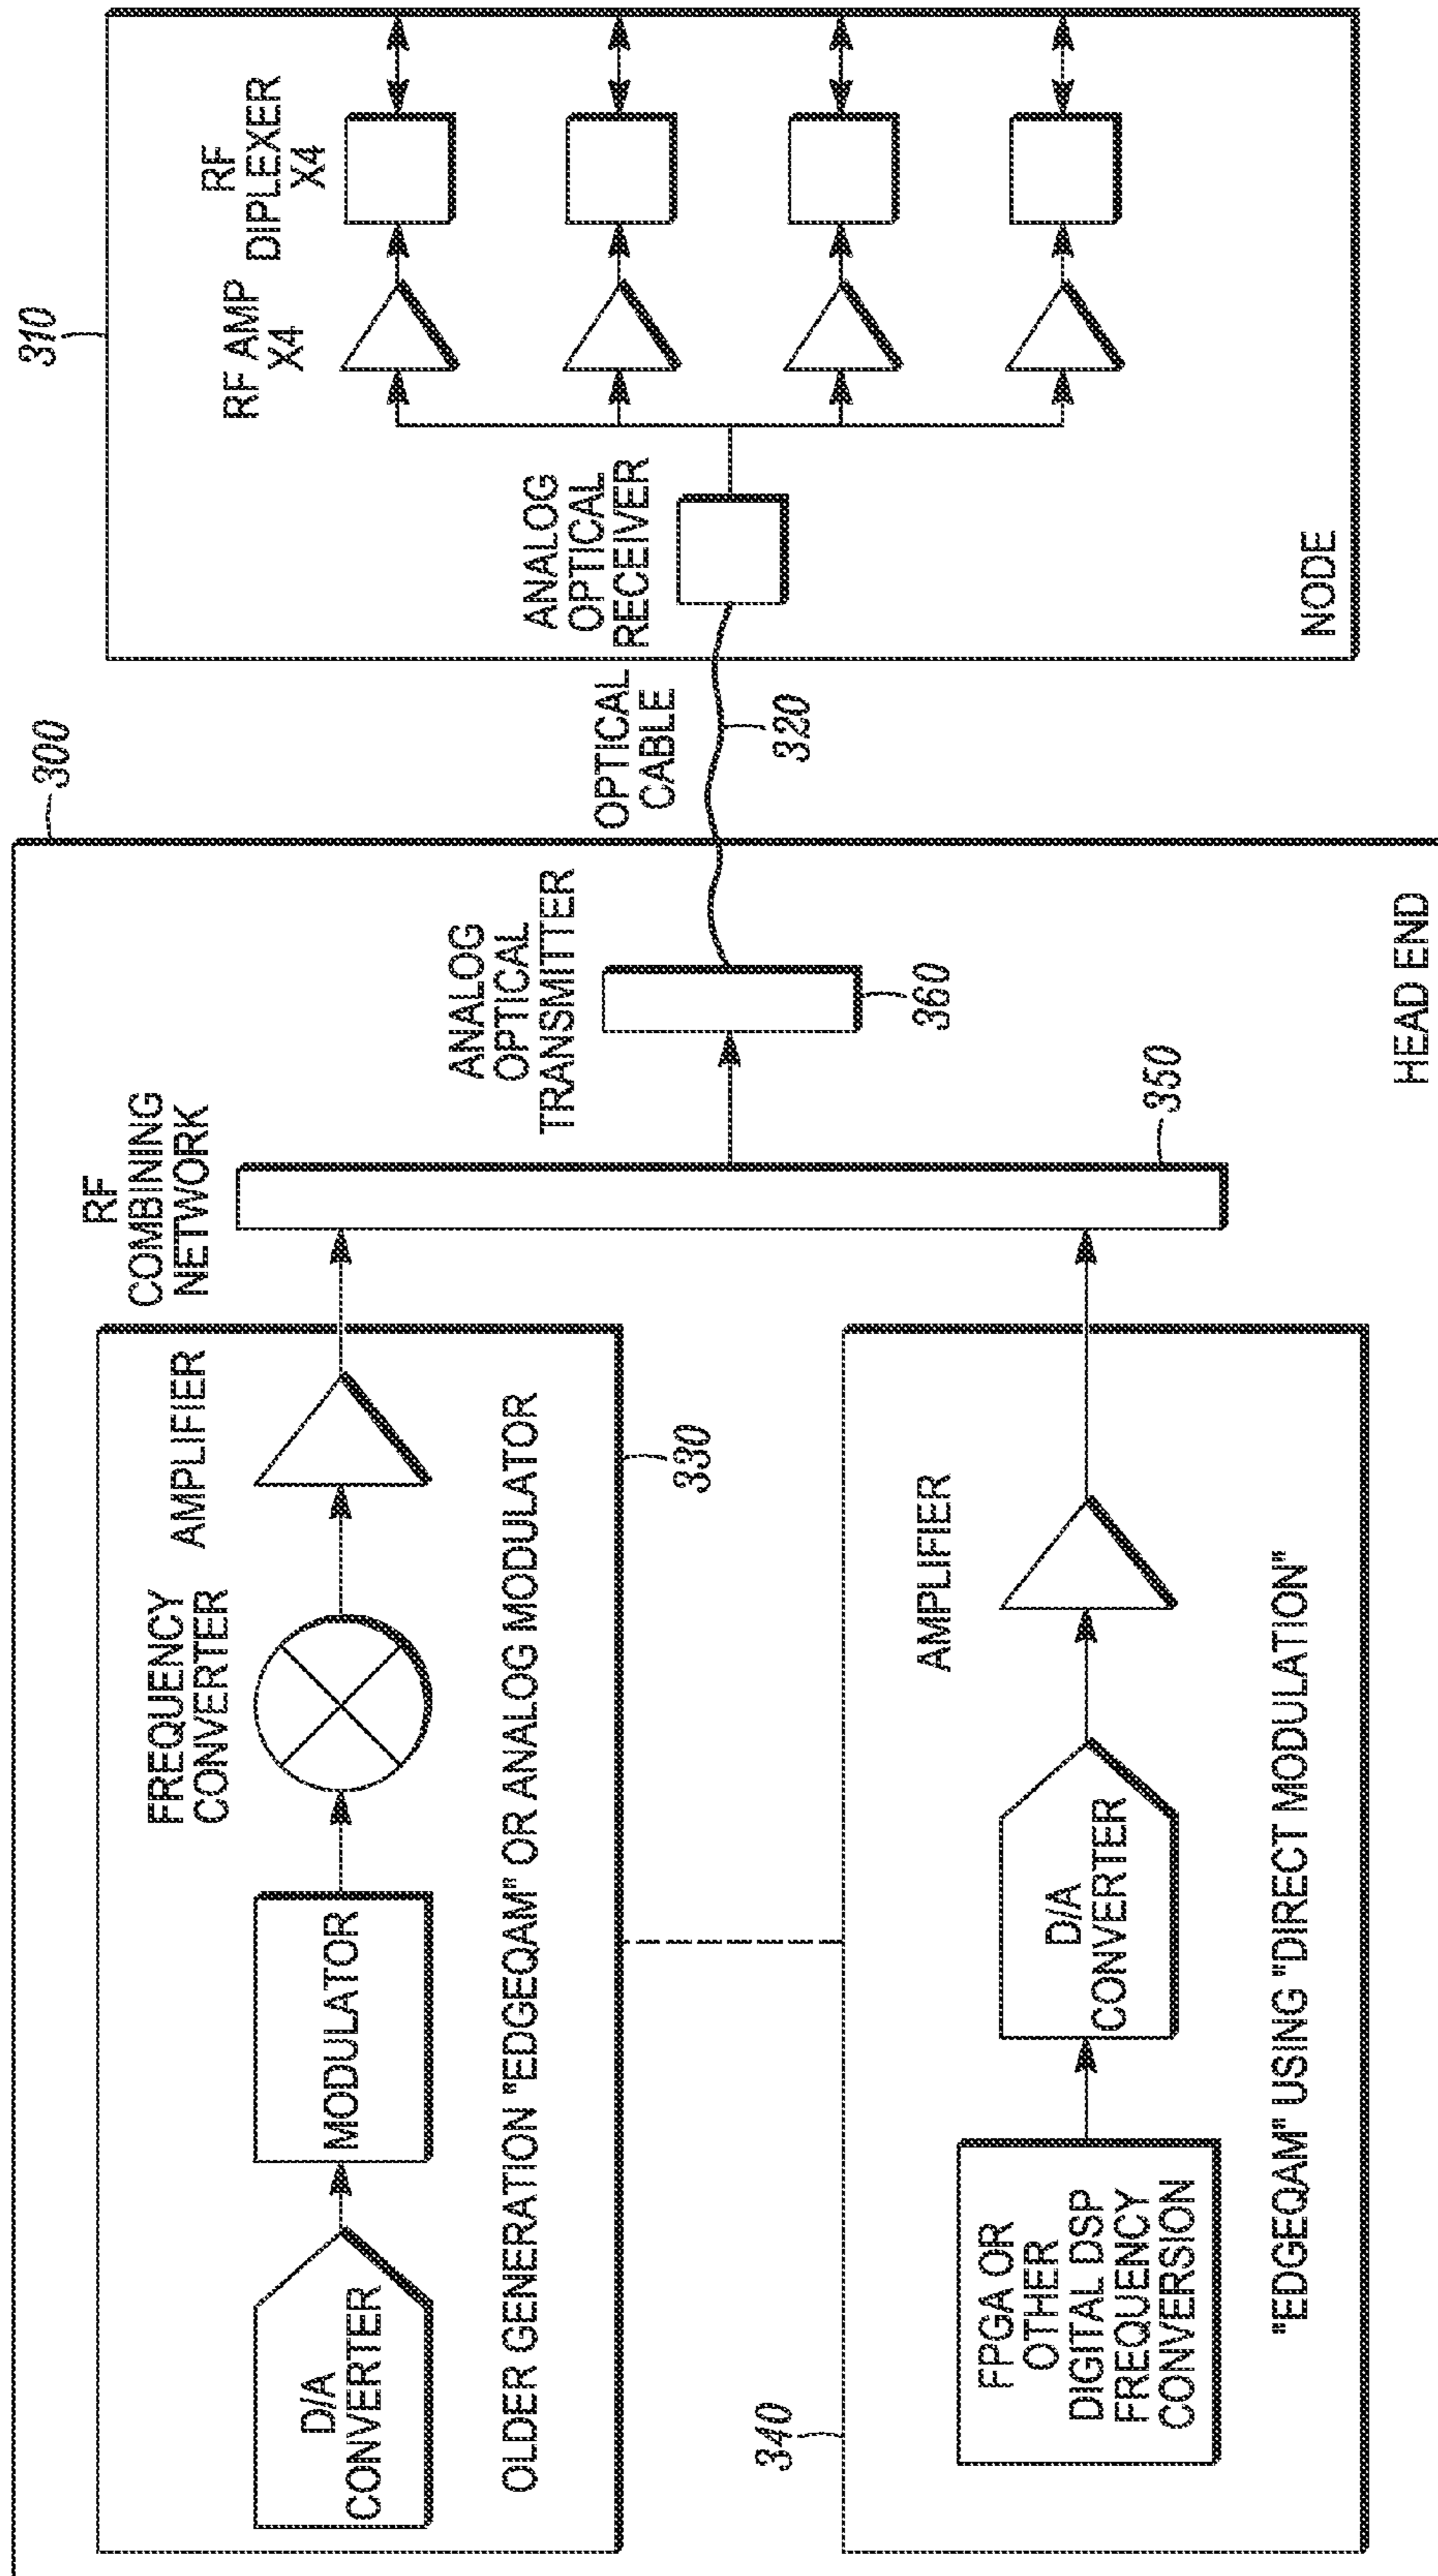 300
310
RF
COMBINING
NETWORK
ANALOG
OPTICAL
TRANSMITTER
360
350
OPTICAL
CABLE
320
ANALOG
OPTICAL
RECEIVER
RF AMP
X4
RF
DIPLEXER
X4
NODE
D/A
CONVERTER
MODULATOR
FREQUENCY
CONVERTER
AMPLIFIER
OLDER GENERATION "EDGEQAM" OR ANALOG MODULATOR
330
340
FPGA OR
OTHER
DIGITAL DSP
FREQUENCY
CONVERSION
D/A
CONVERTER
AMPLIFIER
"EDGEQAM" USING "DIRECT MODULATION"
HEAD END